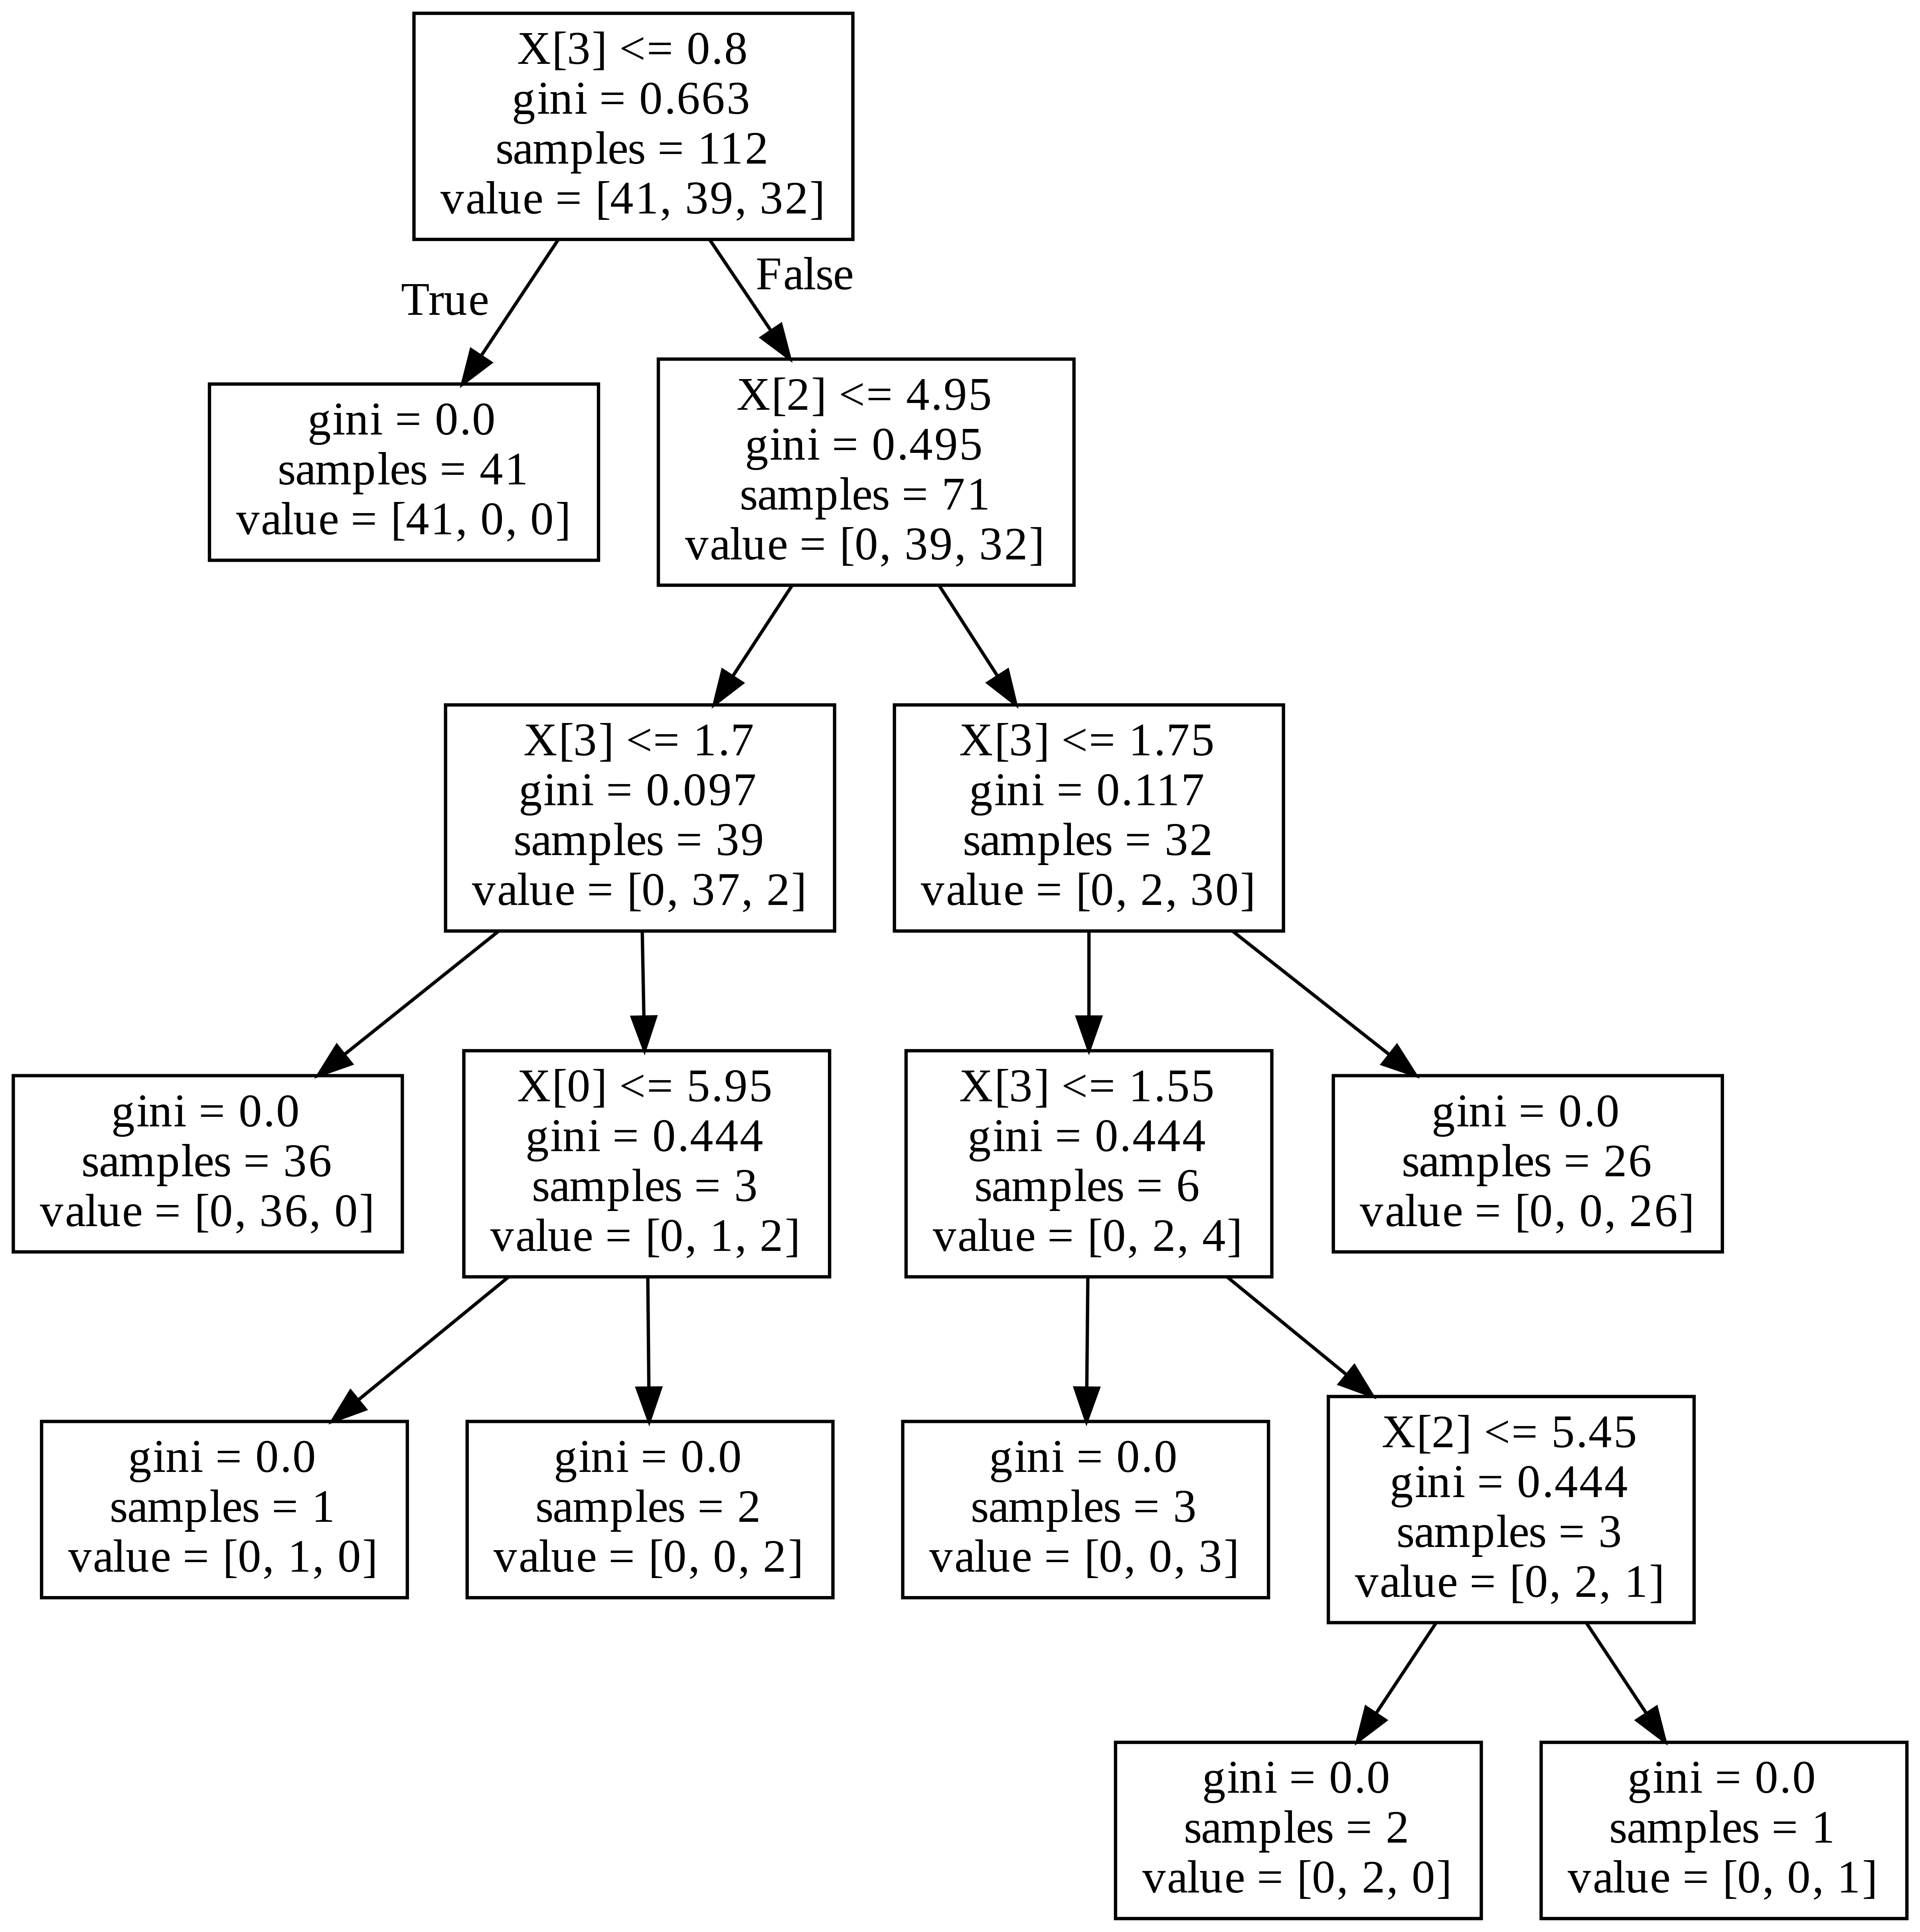 X[3] <= 0.8
gini = 0.663
samples = 112
value = [41, 39, 32]
True
False
gini = 0.0
samples = 41
value = [41, 0, 0]
X[2] <= 4.95
gini = 0.495
samples = 71
value = [0, 39, 32]
X[3] <= 1.7
gini = 0.097
samples = 39
value = [0, 37, 2]
X[3] <= 1.75
gini = 0.117
samples = 32
value = [0, 2, 30]
gini = 0.0
samples = 36
value = [0, 36, 0]
X[0] <= 5.95
gini = 0.444
samples = 3
value = [0, 1, 2]
X[3] <= 1.55
gini = 0.444
samples = 6
value = [0, 2, 4]
gini = 0.0
samples = 26
value = [0, 0, 26]
gini = 0.0
samples = 1
value = [0, 1, 0]
gini = 0.0
samples = 2
value = [0, 0, 2]
gini = 0.0
samples = 3
value = [0, 0, 3]
X[2] <= 5.45
gini = 0.444
samples = 3
value = [0, 2, 1]
gini = 0.0
samples = 2
value = [0, 2, 0]
gini = 0.0
samples = 1
value = [0, 0, 1]